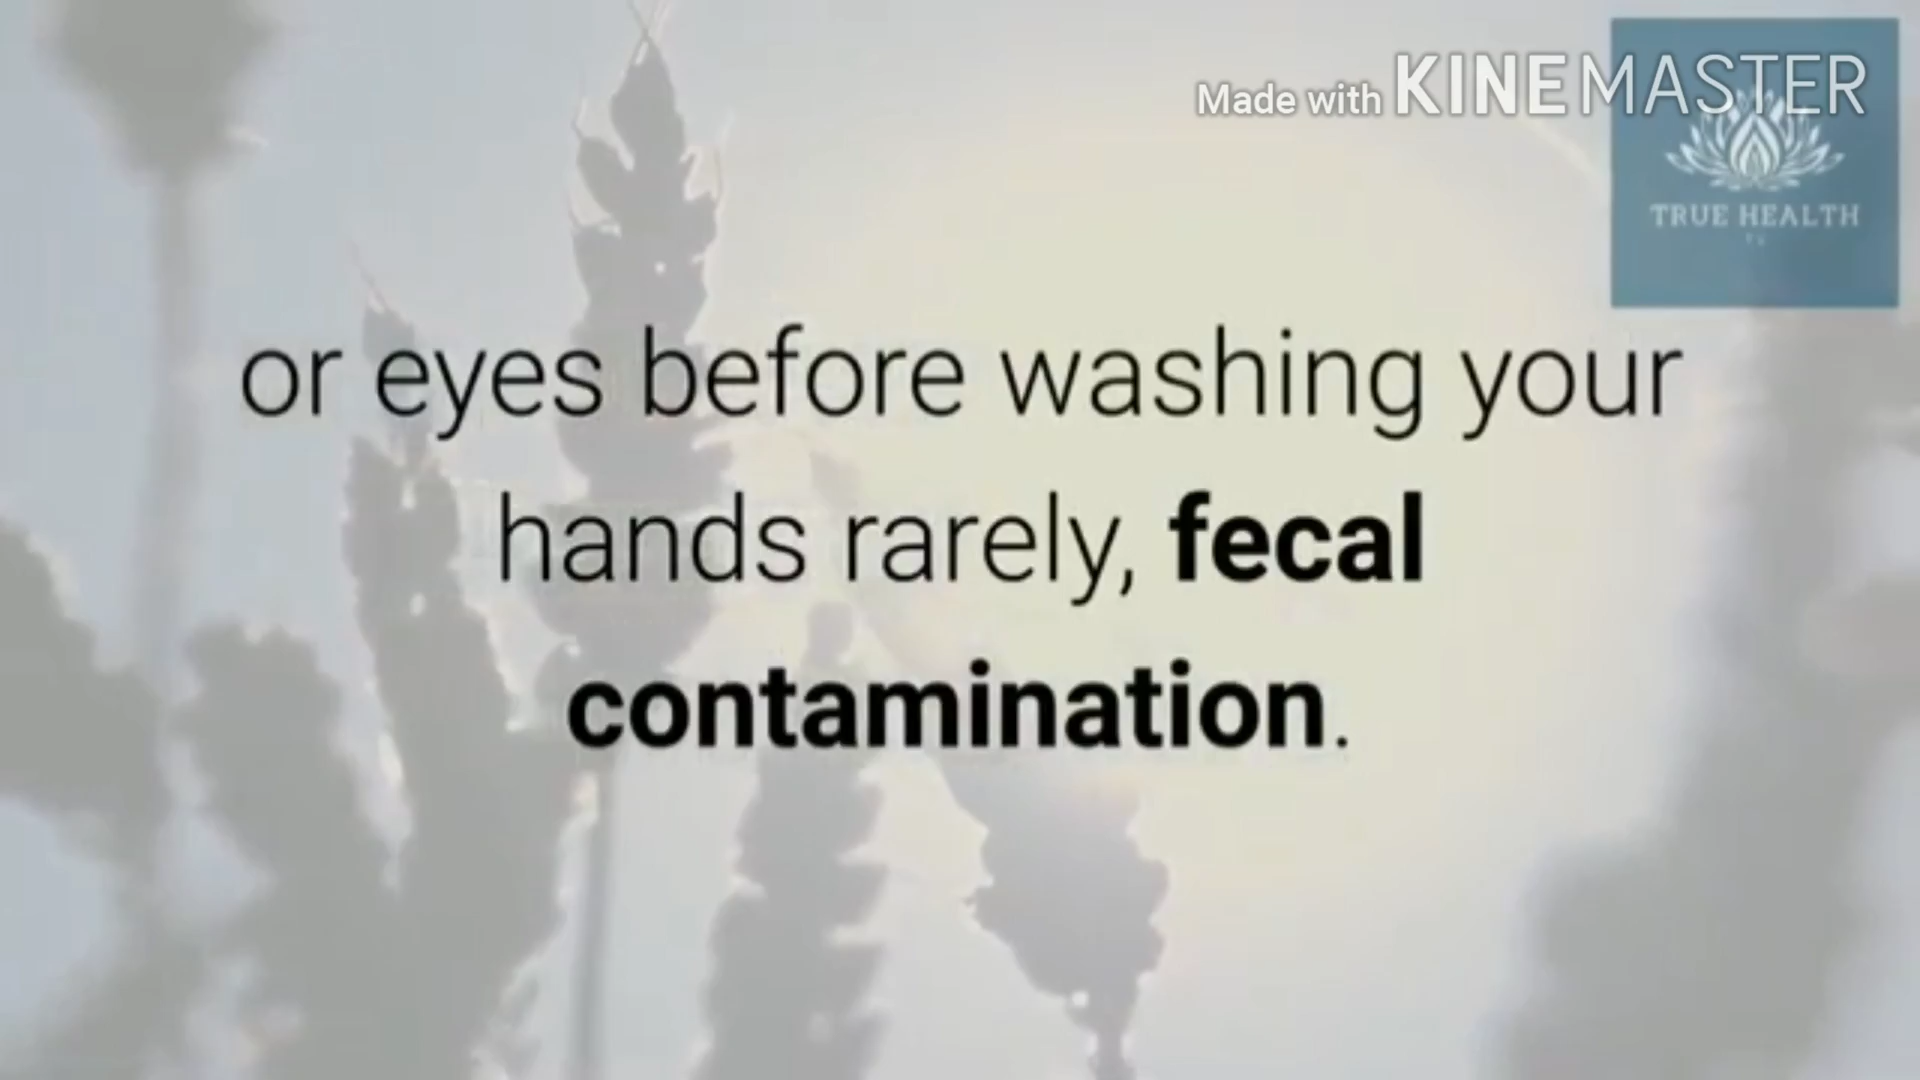 Made with KINEMASTER
TRUE HEALTH
or eyes before washing your
hands rarely, fecal
contamination.